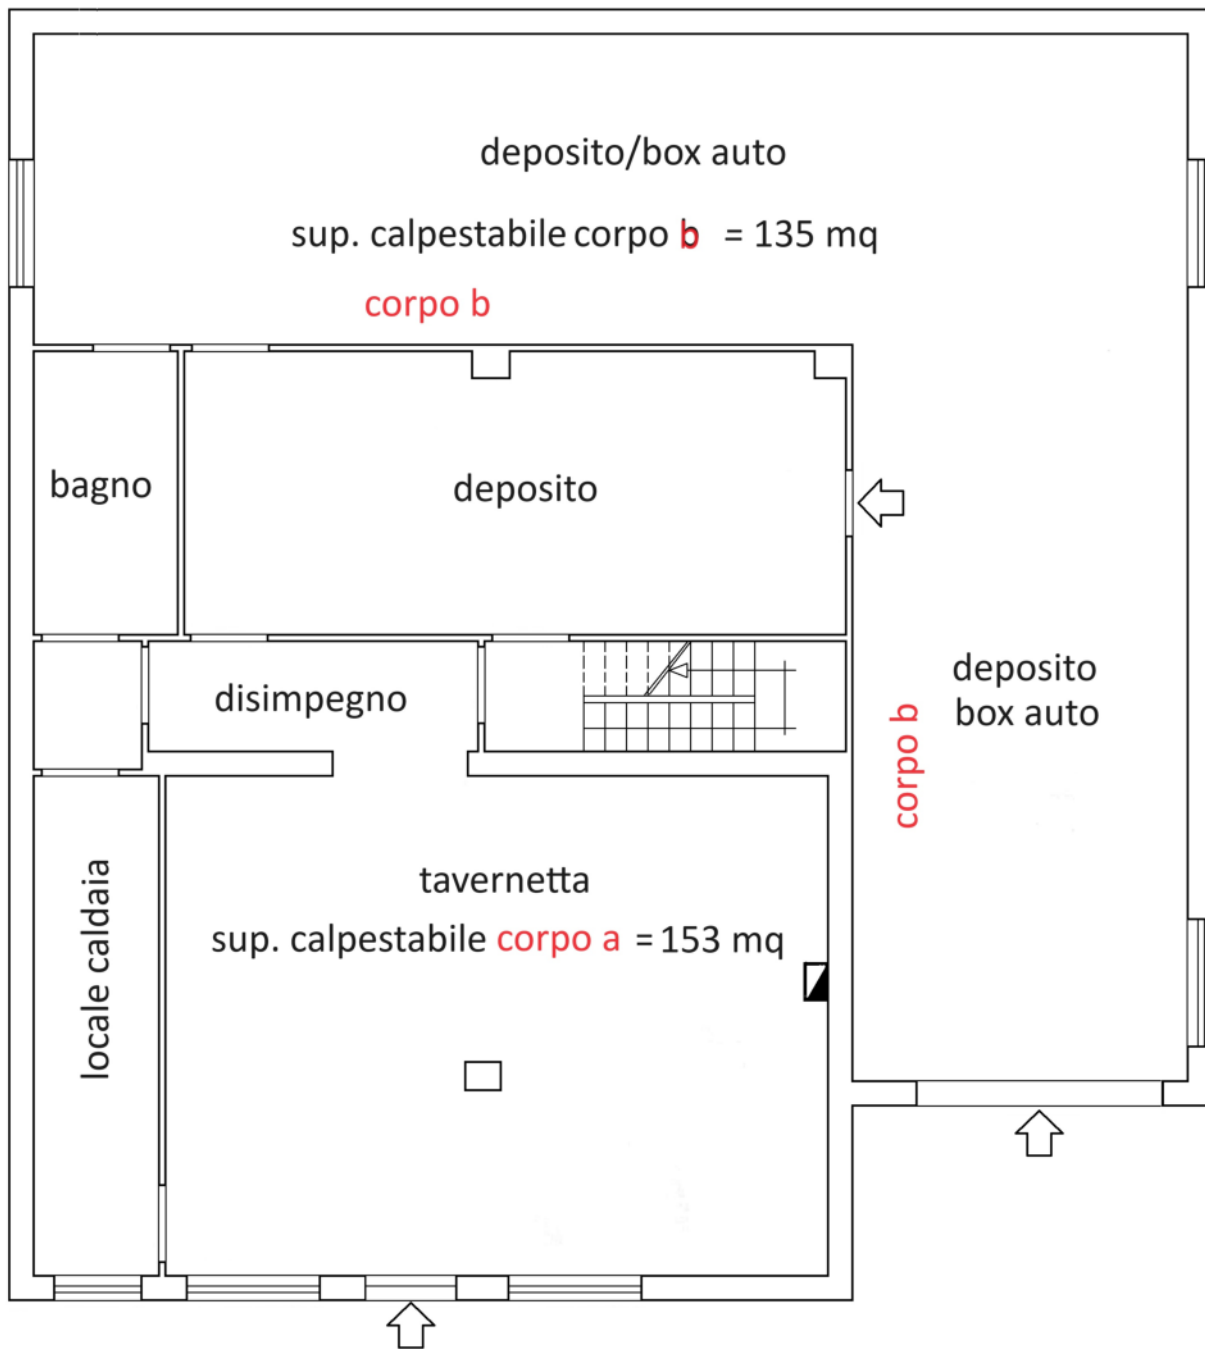 deposito/box auto
sup. calpestabile corpo b = 135 mq
corpo b
bagno
deposito
disimpegno
deposito
box auto
corpo b
locale caldaia
tavernetta
sup. calpestabile corpo a = 153 mq